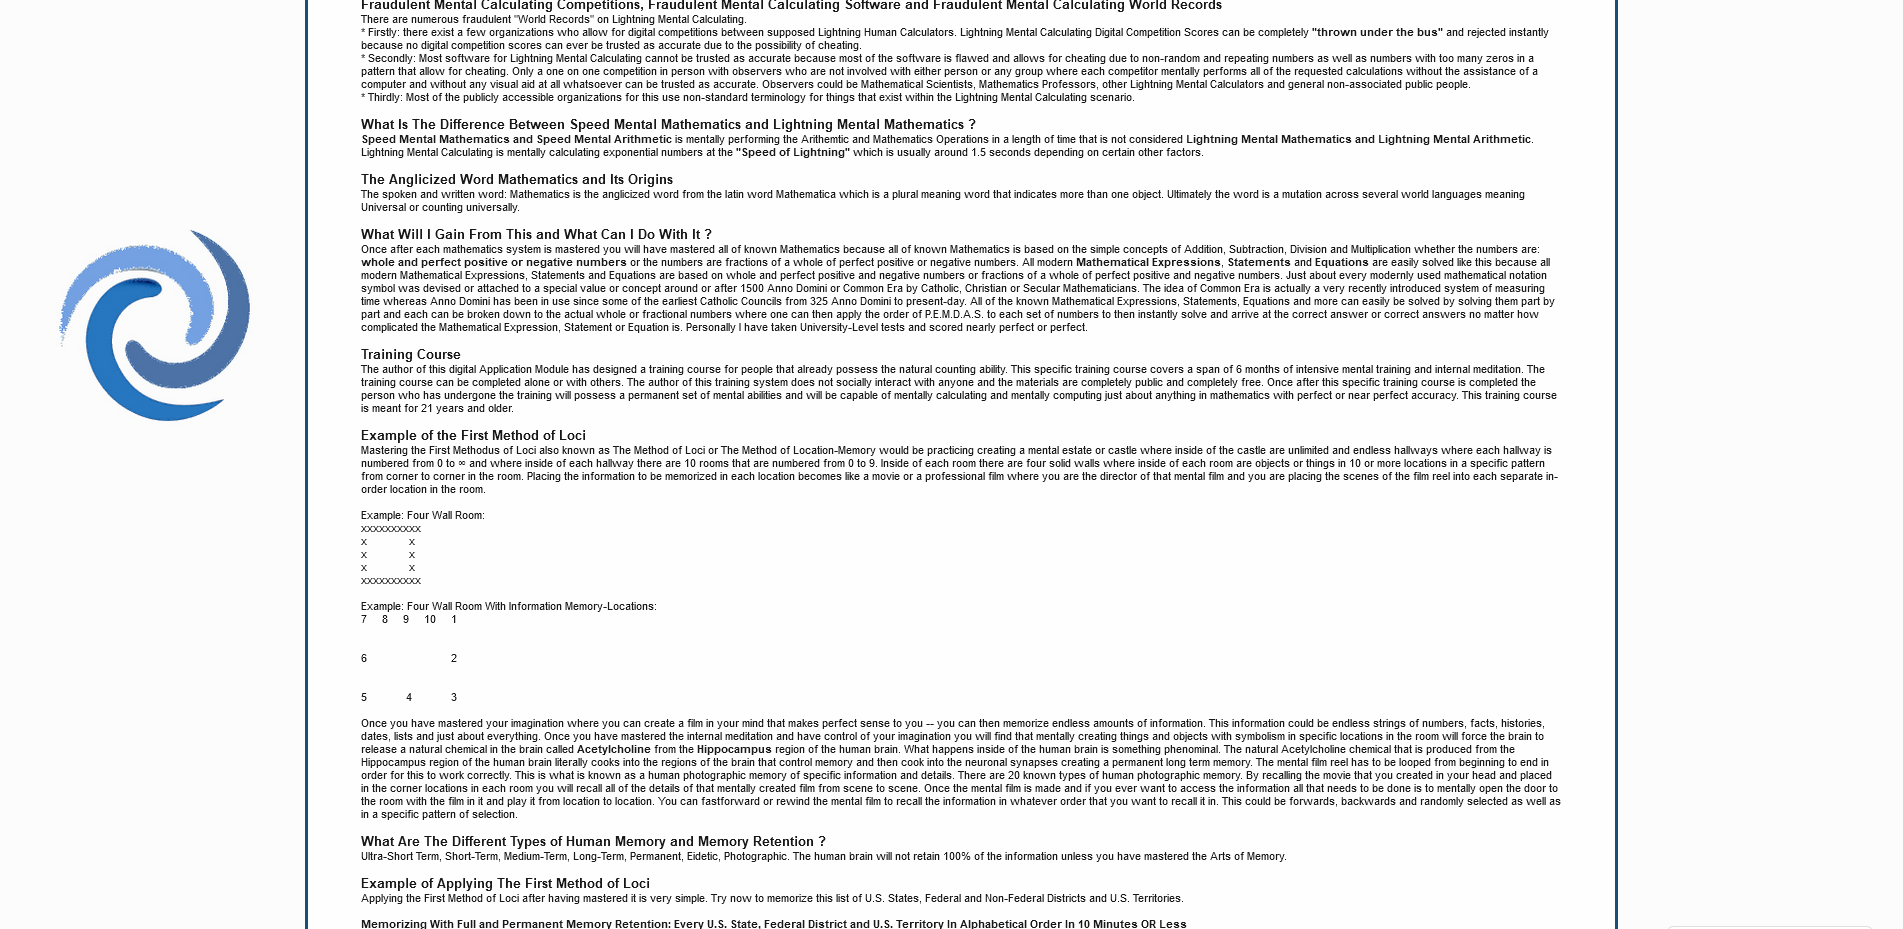 Fraudulent Mental Calculating Competitions, Fraudulent Mental Calculating Software and Fraudulent Mental Calculating World Records
There are numerous fraudulent "World Records" on Lightning Mental Calculating.
* Firstly: there exist a few organizations who allow for digital competitions between supposed Lightning Human Calculators. Lightning Mental Calculating Digital Competition Scores can be completely "thrown under the bus" and rejected instantly
because no digital competition scores can ever be trusted as accurate due to the possibility of cheating.
* Secondly: Most software for Lightning Mental Calculating cannot be trusted as accurate because most of the software is flawed and allows for cheating due to non-random and repeating numbers as well as numbers with too many zeros in a
pattern that allow for cheating. Only a one on one competition in person with observers who are not involved with either person or any group where each competitor mentally performs all of the requested calculations without the assistance of a
computer and without any visual aid at all whatsoever can be trusted as accurate. Observers could be Mathematical Scientists, Mathematics Professors, other Lightning Mental Calculators and general non-associated public people.
* Thirdly: Most of the publicly accessible organizations for this use non-standard terminology for things that exist within the Lightning Mental Calculating scenario.
What Is The Difference Between Speed Mental Mathematics and Lightning Mental Mathematics ?
Speed Mental Mathematics and Speed Mental Arithmetic is mentally performing the Arithemtic and Mathematics Operations in a length of time that is not considered Lightning Mental Mathematics and Lightning Mental Arithmetic.
Lightning Mental Calculating is mentally calculating exponential numbers at the "Speed of Lightning" which is usually around 1.5 seconds depending on certain other factors.
The Anglicized Word Mathematics and Its Origins
The spoken and written word: Mathematics is the anglicized word from the latin word Mathematica which is a plural meaning word that indicates more than one object. Ultimately the word is a mutation across several world languages meaning
Universal or counting universally.
What Will I Gain From This and What Can I Do With It ?
Once after each mathematics system is mastered you will have mastered all of known Mathematics because all of known Mathematics is based on the simple concepts of Addition, Subtraction, Division and Multiplication whether the numbers are:
whole and perfect positive or negative numbers or the numbers are fractions of a whole of perfect positive or negative numbers. All modern Mathematical Expressions, Statements and Equations are easily solved like this because all
modern Mathematical Expressions, Statements and Equations are based on whole and perfect positive and negative numbers or fractions of a whole of perfect positive and negative numbers. Just about every modernly used mathematical notation
symbol was devised or attached to a special value or concept around or after 1500 Anno Domini or Common Era by Catholic, Christian or Secular Mathematicians. The idea of Common Era is actually a very recently introduced system of measuring
time whereas Anno Domini has been in use since some of the earliest Catholic Councils from 325 Anno Domini to present-day. All of the known Mathematical Expressions, Statements, Equations and more can easily be solved by solving them part by
part and each can be broken down to the actual whole or fractional numbers where one can then apply the order of P.E.M.D.A.S. to each set of numbers to then instantly solve and arrive at the correct answer or correct answers no matter how
complicated the Mathematical Expression, Statement or Equation is. Personally I have taken University-Level tests and scored nearly perfect or perfect.
Training Course
The author of this digital Application Module has designed a training course for people that already possess the natural counting ability. This specific training course covers a span of 6 months of intensive mental training and internal meditation. The
training course can be completed alone or with others. The author of this training system does not socially interact with anyone and the materials are completely public and completely free. Once after this specific training course is completed the
person who has undergone the training will possess a permanent set of mental abilities and will be capable of mentally calculating and mentally computing just about anything in mathematics with perfect or near perfect accuracy. This training course
is meant for 21 years and older.
Example of the First Method of Loci
Mastering the First Methodus of Loci also known as The Method of Loci or The Method of Location-Memory would be practicing creating a mental estate or castle where inside of the castle are unlimited and endless hallways where each hallway is
numbered from 0 to ∞ and where inside of each hallway there are 10 rooms that are numbered from 0 to 9. Inside of each room there are four solid walls where inside of each room are objects or things in 10 or more locations in a specific pattern
from corner to corner in the room. Placing the information to be memorized in each location becomes like a movie or a professional film where you are the director of that mental film and you are placing the scenes of the film reel into each separate in-
order location in the room.
Example: Four Wall Room:
xxxxxxxxxx
x x
x x
x x
xxxxxxxxxx
Example: Four Wall Room With Information Memory-Locations:
7 8 9 10 1
6 2
5 4 3
Once you have mastered your imagination where you can create a film in your mind that makes perfect sense to you -- you can then memorize endless amounts of information. This information could be endless strings of numbers, facts, histories,
dates, lists and just about everything. Once you have mastered the internal meditation and have control of your imagination you will find that mentally creating things and objects with symbolism in specific locations in the room will force the brain to
release a natural chemical in the brain called Acetylcholine from the Hippocampus region of the human brain. What happens inside of the human brain is something phenominal. The natural Acetylcholine chemical that is produced from the
Hippocampus region of the human brain literally cooks into the regions of the brain that control memory and then cook into the neuronal synapses creating a permanent long term memory. The mental film reel has to be looped from beginning to end in
order for this to work correctly. This is what is known as a human photographic memory of specific information and details. There are 20 known types of human photographic memory. By recalling the movie that you created in your head and placed
in the corner locations in each room you will recall all of the details of that mentally created film from scene to scene. Once the mental film is made and if you ever want to access the information all that needs to be done is to mentally open the door to
the room with the film in it and play it from location to location. You can fastforward or rewind the mental film to recall the information in whatever order that you want to recall it in. This could be forwards, backwards and randomly selected as well as
in a specific pattern of selection.
What Are The Different Types of Human Memory and Memory Retention ?
Ultra-Short Term, Short-Term, Medium-Term, Long-Term, Permanent, Eidetic, Photographic. The human brain will not retain 100% of the information unless you have mastered the Arts of Memory.
Example of Applying The First Method of Loci
Applying the First Method of Loci after having mastered it is very simple. Try now to memorize this list of U.S. States, Federal and Non-Federal Districts and U.S. Territories.
Memorizing With Full and Permanent Memory Retention: Every U.S. State, Federal District and U.S. Territory In Alphabetical Order In 10 Minutes OR Less